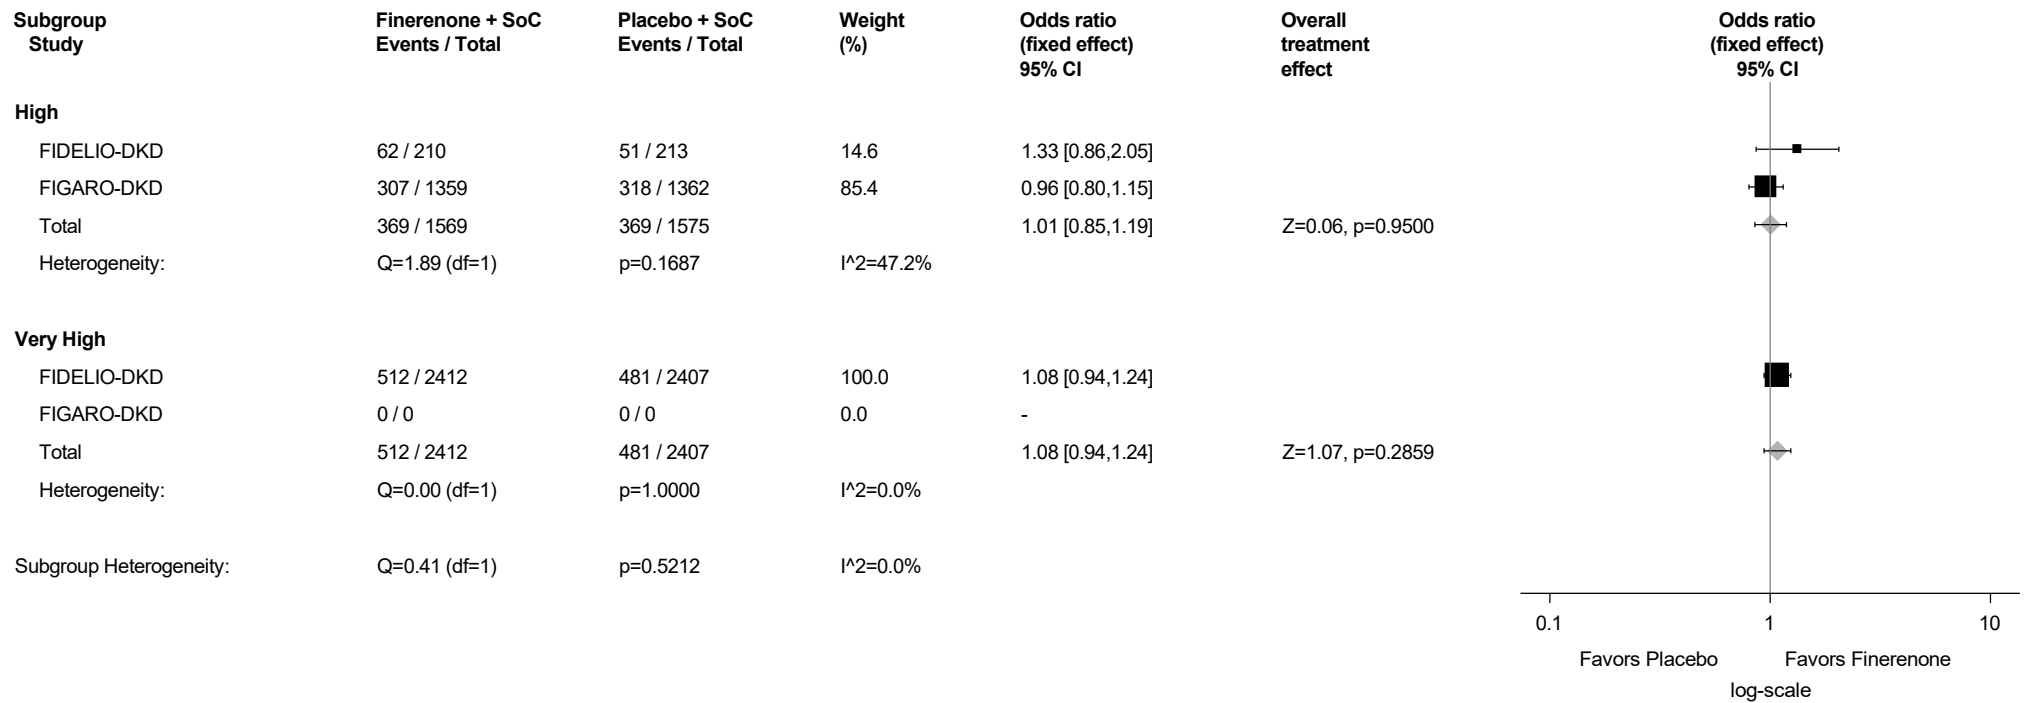 Subgroup Finerenone + SoC Placebo + SoC Weight Odds ratio Overall Odds ratio
Study Events / Total Events / Total (%) (fixed effect) treatment (fixed effect)
95% CI effect 95% CI
High
FIDELIO-DKD 62 / 210 51 / 213 14.6 1.33 [0.86,2.05]
FIGARO-DKD 307 / 1359 318 / 1362 85.4 0.96 [0.80,1.15]
Total 369 / 1569 369 / 1575 1.01 [0.85,1.19] Z=0.06, p=0.9500
Heterogeneity: Q=1.89 (df=1) p=0.1687 I^2=47.2%
Very High
FIDELIO-DKD 512 / 2412 481 / 2407 100.0 1.08 [0.94,1.24]
FIGARO-DKD 0 / 0 0 / 0 0.0 -
Total 512 / 2412 481 / 2407 1.08 [0.94,1.24] Z=1.07, p=0.2859
Heterogeneity: Q=0.00 (df=1) p=1.0000 I^2=0.0%
Subgroup Heterogeneity: Q=0.41 (df=1) p=0.5212 I^2=0.0%
0.1 1 10
Favors Placebo Favors Finerenone
log-scale